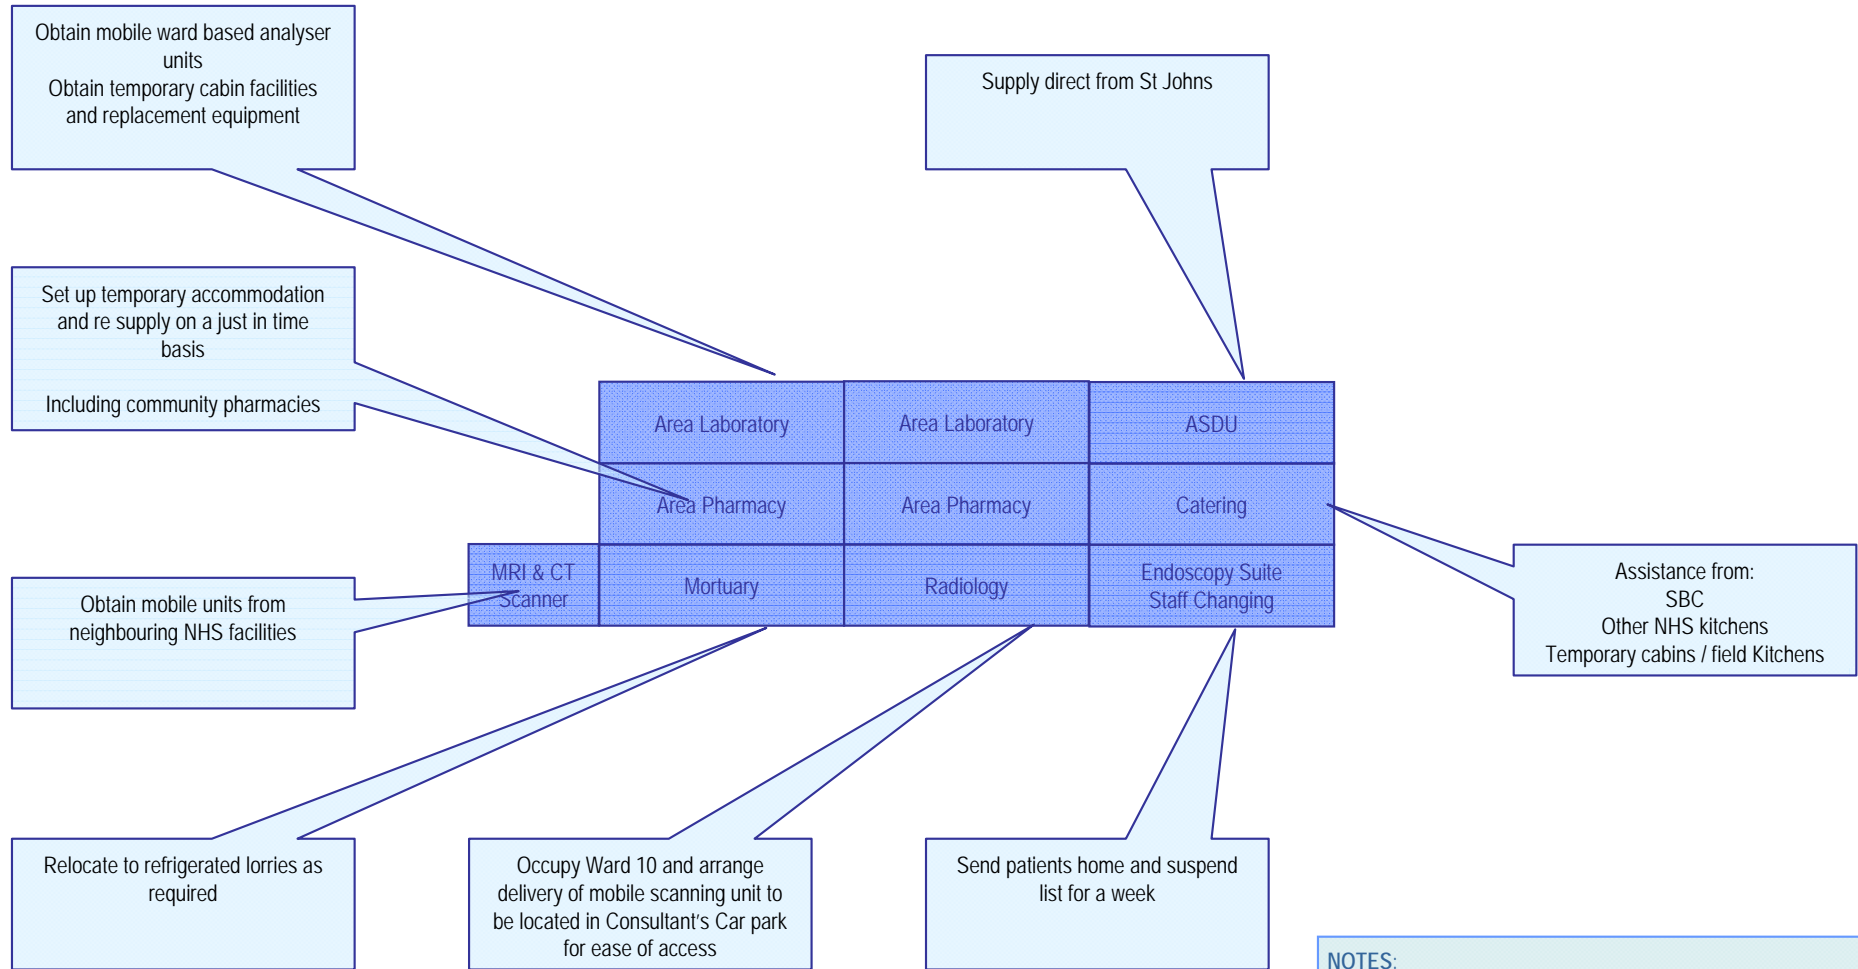 Obtain mobile ward based analyser
units
Obtain temporary cabin facilities
and replacement equipment
Supply direct from St Johns
Set up temporary accommodation
and re supply on a just in time
basis
Including community pharmacies
Area Laboratory
Area Laboratory
ASDU
Area Pharmacy
Area Pharmacy
Catering
MRI & CT
Scanner
Mortuary
Radiology
Endoscopy Suite
Staff Changing
Obtain mobile units from
neighbouring NHS facilities
Assistance from:
SBC
Other NHS kitchens
Temporary cabins / field Kitchens
Relocate to refrigerated lorries as
required
Occupy Ward 10 and arrange
delivery of mobile scanning unit to
be located in Consultant's Car park
for ease of access
Send patients home and suspend
list for a week
NOTES: